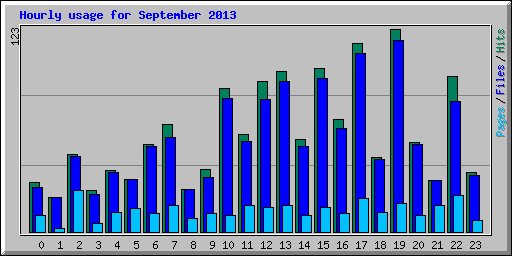 Hourly usage for September 2013
123
Pages/Files/Hits
0 1 2 3 4 5 6 7 8 9 10 11 12 13 14 15 16 17 18 19 20 21 22 23